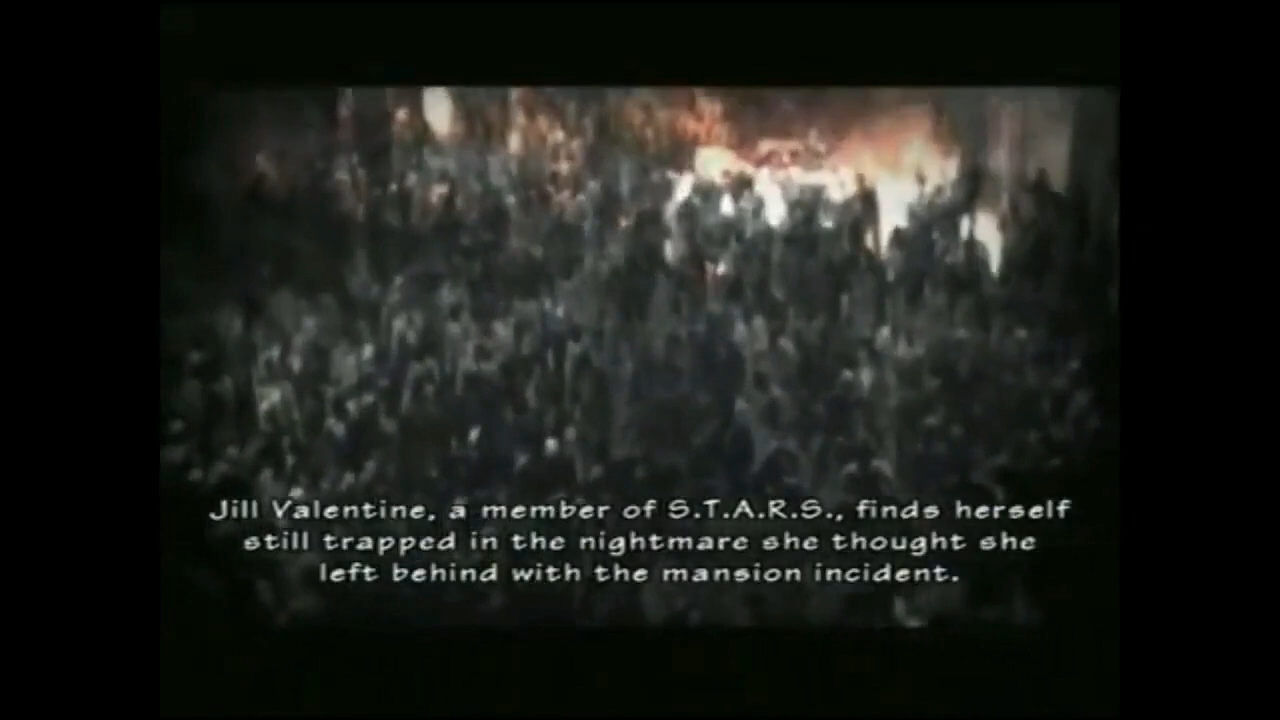 Jill Valentine, a member of S.T.A.R.S., finds herself
still trapped in the nightmare she thought she
left behind with the mansion incident.